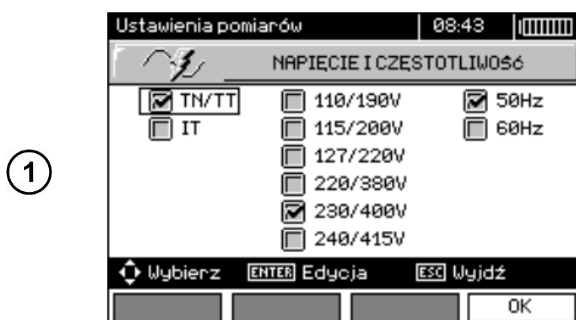 Ustawienia pomiarów 08:43
NAPIĘCIE I CZĘSTOTLIWOŚĆ
TN/TT 110/190V 50Hz
IT 115/200V 60Hz
127/220V
220/380V
230/400V
240/415V
1
Wybierz ENTER Edycja ESC Wyjdź
OK